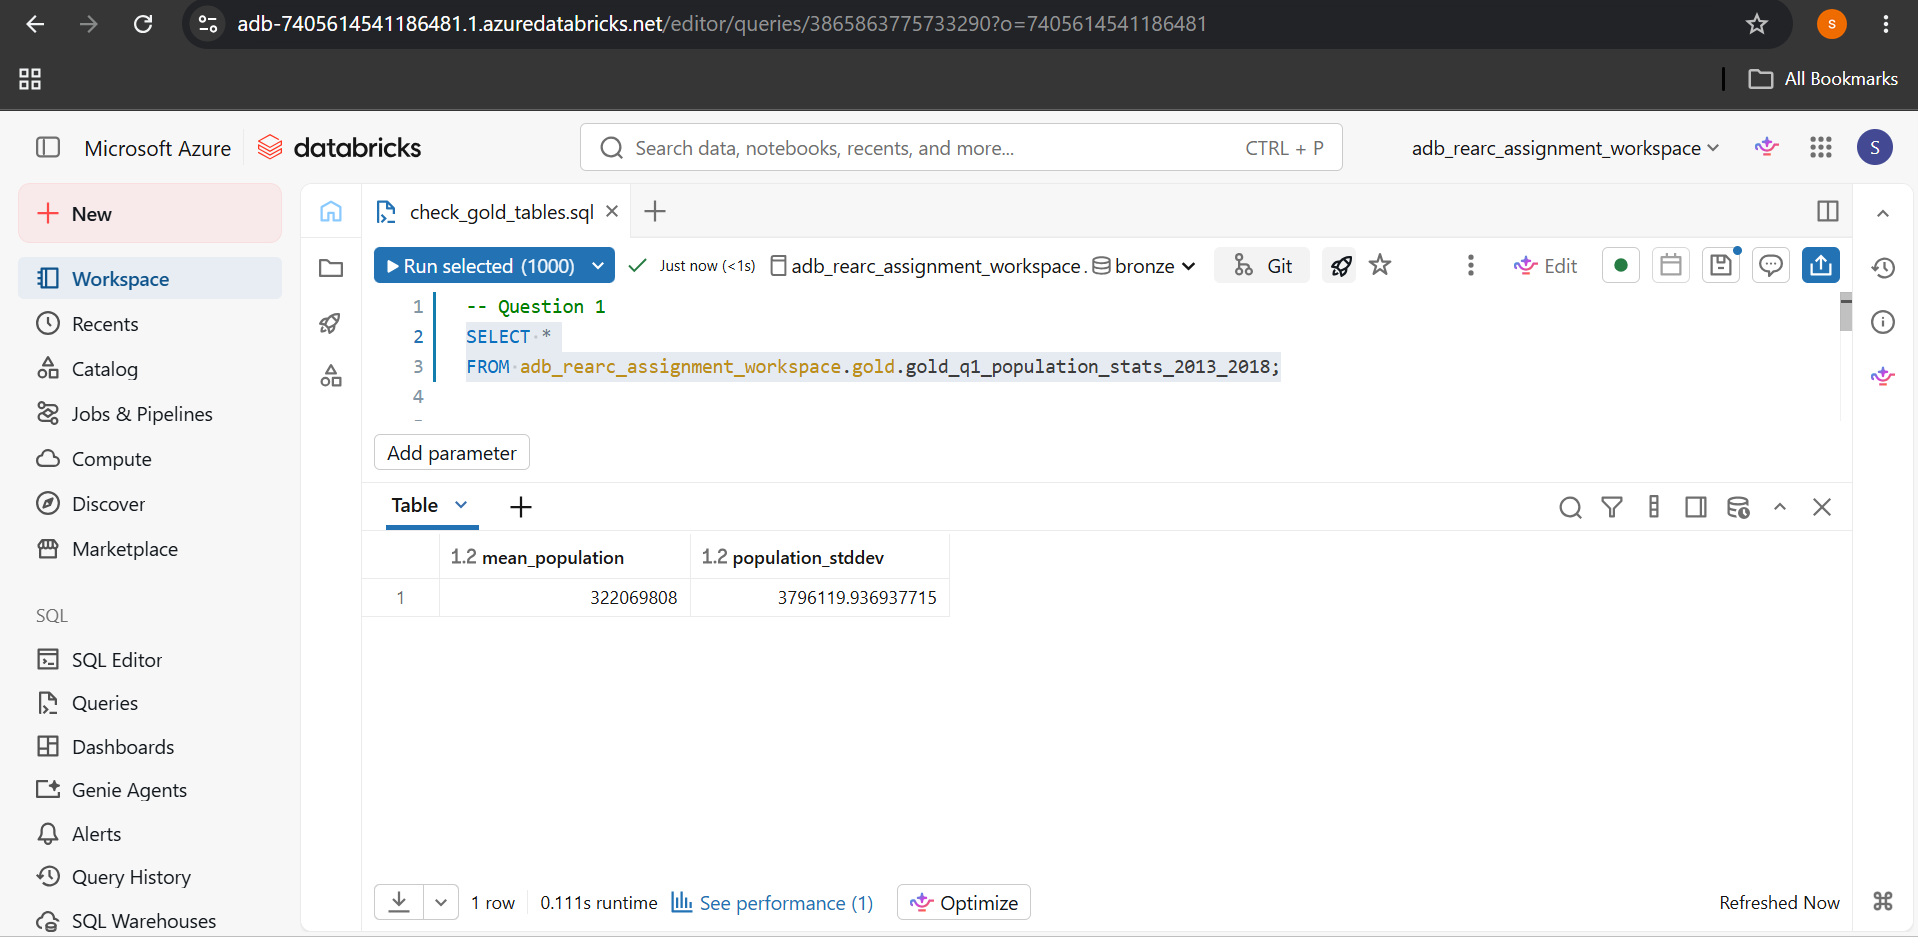 adb-7405614541186481.1.azuredatabricks.net/editor/queries/3865863775733290?o=7405614541186481
S
All Bookmarks
Microsoft Azure
databricks
Search data, notebooks, recents, and more...
CTRL + P
adb_rearc_assignment_workspace
S
New
Workspace
Recents
Catalog
Jobs & Pipelines
Compute
Discover
Marketplace
SQL
SQL Editor
Queries
Dashboards
Genie Agents
Alerts
Query History
SQL Warehouses
check_gold_tables.sql
Run selected (1000)
Just now (<1s)
adb_rearc_assignment_workspace. bronze
Git
Edit
1 -- Question 1
2 SELECT *
3 FROM adb_rearc_assignment_workspace.gold.gold_q1_population_stats_2013_2018;
4
Add parameter
Table
1.2 mean_population 1.2 population_stddev
1 322069808 3796119.936937715
1 row 0.111s runtime See performance (1) Optimize
Refreshed Now